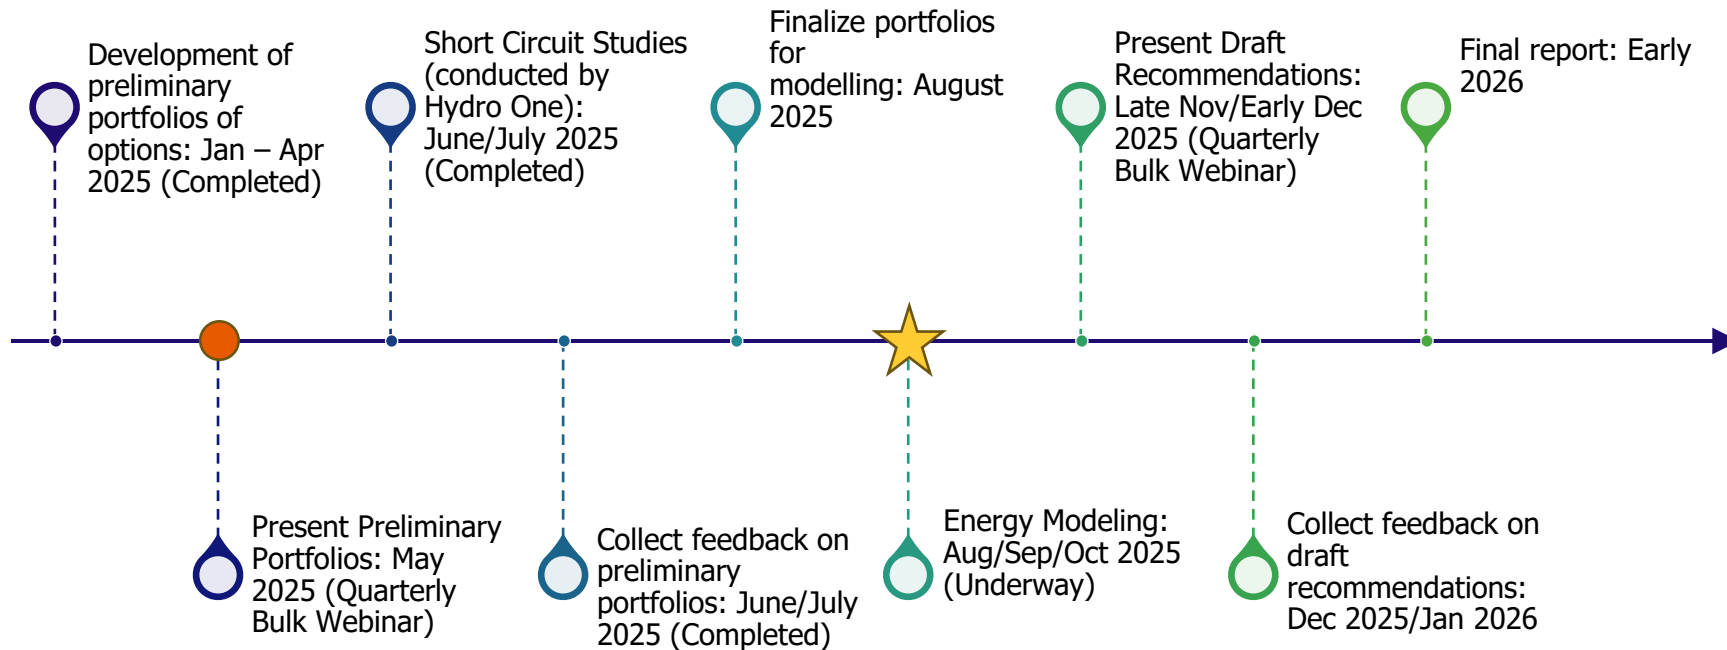 Development of
preliminary
portfolios of
options: Jan – Apr
2025 (Completed)
Present Preliminary
Portfolios: May
2025 (Quarterly
Bulk Webinar)
Short Circuit Studies
(conducted by
Hydro One):
June/July 2025
(Completed)
Collect feedback on
preliminary
portfolios: June/July
2025 (Completed)
Finalize portfolios
for
modelling: August
2025
Energy Modeling:
Aug/Sep/Oct 2025
(Underway)
Present Draft
Recommendations:
Late Nov/Early Dec
2025 (Quarterly
Bulk Webinar)
Collect feedback on
draft
recommendations:
Dec 2025/Jan 2026
Final report: Early
2026